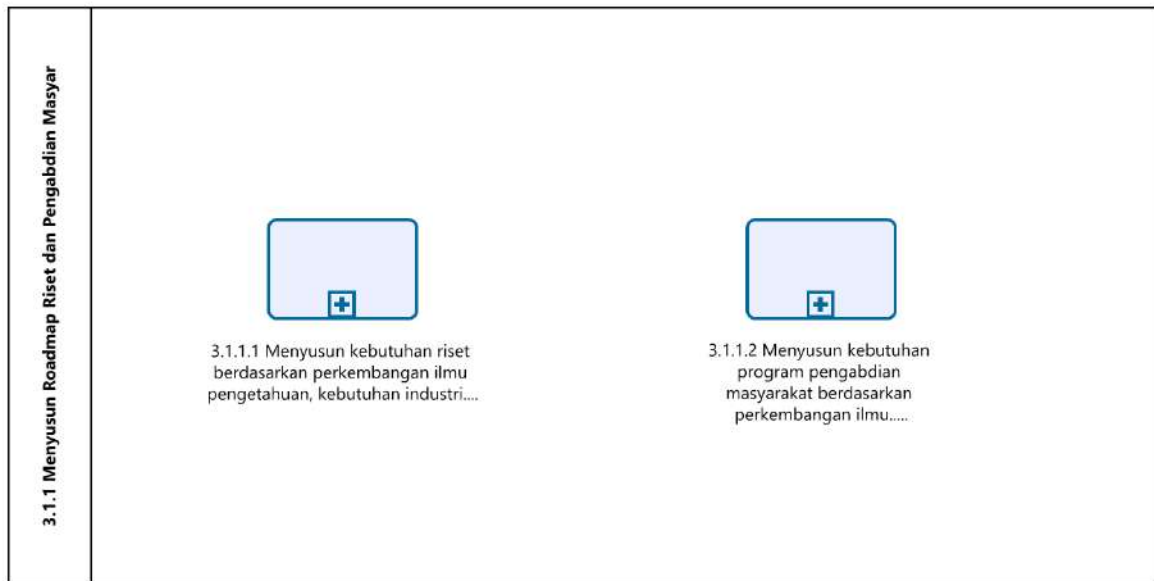 3.1.1 Menyusun Roadmap Riset dan Pengabdian Masyar
3.1.1.1 Menyusun kebutuhan riset
berdasarkan perkembangan ilmu
pengetahuan, kebutuhan industri....
3.1.1.2 Menyusun kebutuhan
program pengabdian
masyarakat berdasarkan
perkembangan ilmu.....